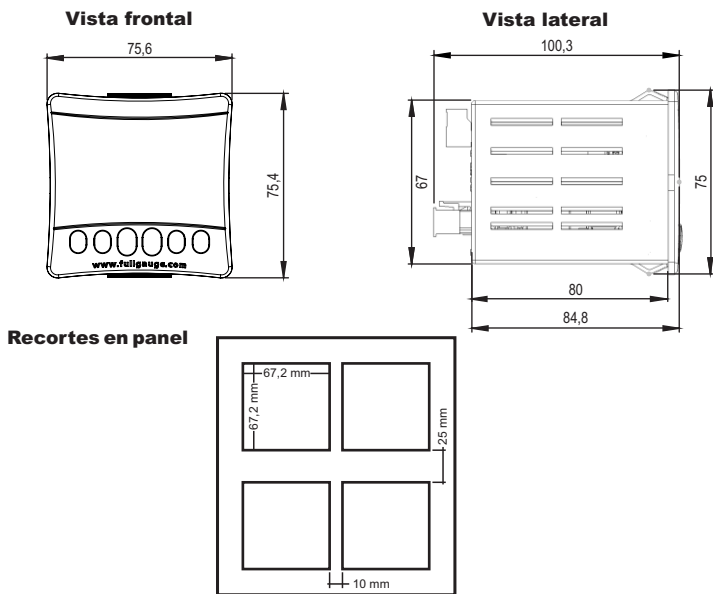 Vista frontal
75,6
75,4
www.fullgauge.com
Vista lateral
100,3
67
75
80
84,8
Recortes en panel
67,2 mm
67,2 mm
25 mm
10 mm